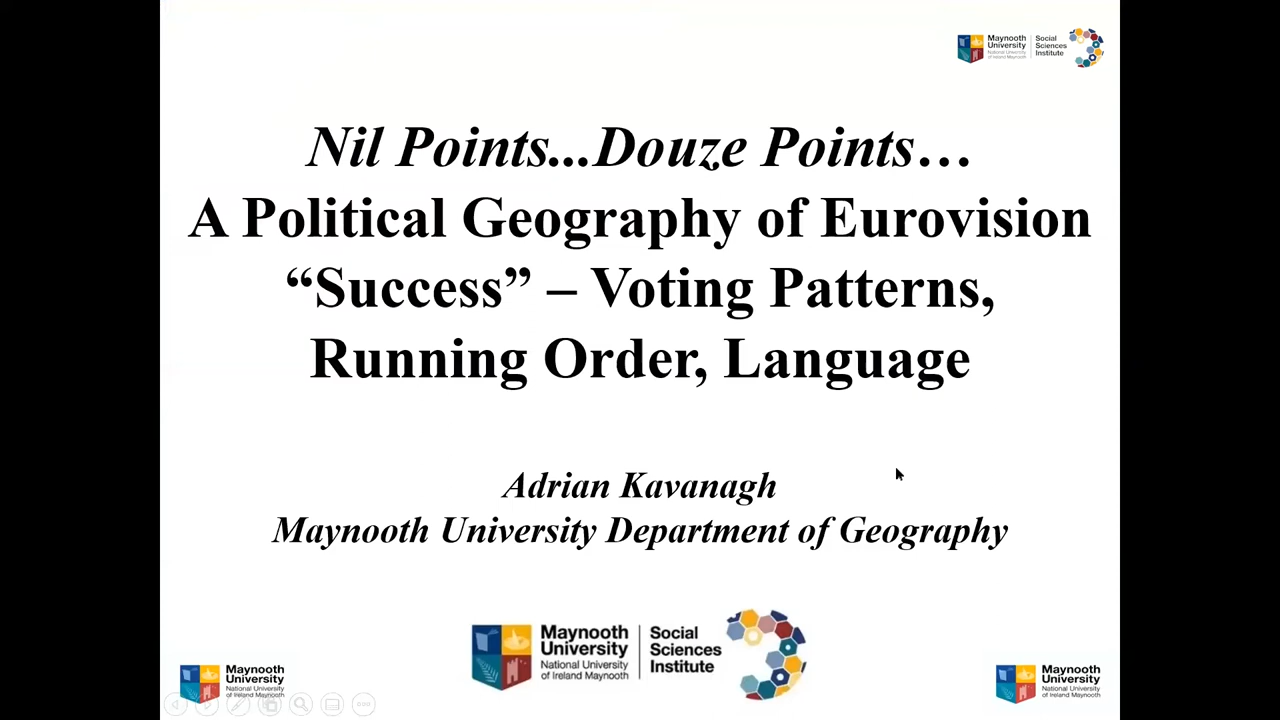 Maynooth
University
National University
of Ireland Maynooth
Social
Sciences
Institute
Nil Points...Douze Points…
A Political Geography of Eurovision
“Success” – Voting Patterns,
Running Order, Language
Adrian Kavanagh
Maynooth University Department of Geography
Maynooth
University
National University
of Ireland Maynooth
Social
Sciences
Institute
Maynooth
University
National University
of Ireland Maynooth
Maynooth
University
National University
of Ireland Maynooth